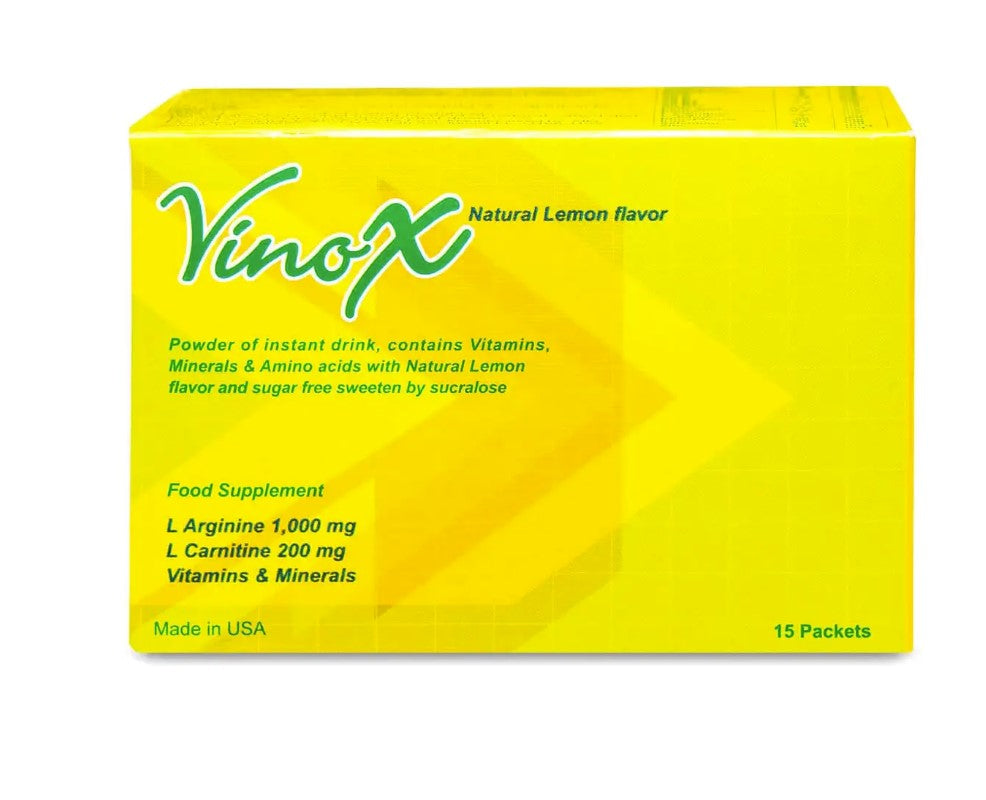 VinoX
Natural Lemon flavor
Powder of instant drink, contains Vitamins,
Minerals & Amino acids with Natural Lemon
flavor and sugar free sweeten by sucralose
Food Supplement
L Arginine 1,000 mg
L Carnitine 200 mg
Vitamins & Minerals
Made in USA
15 Packets